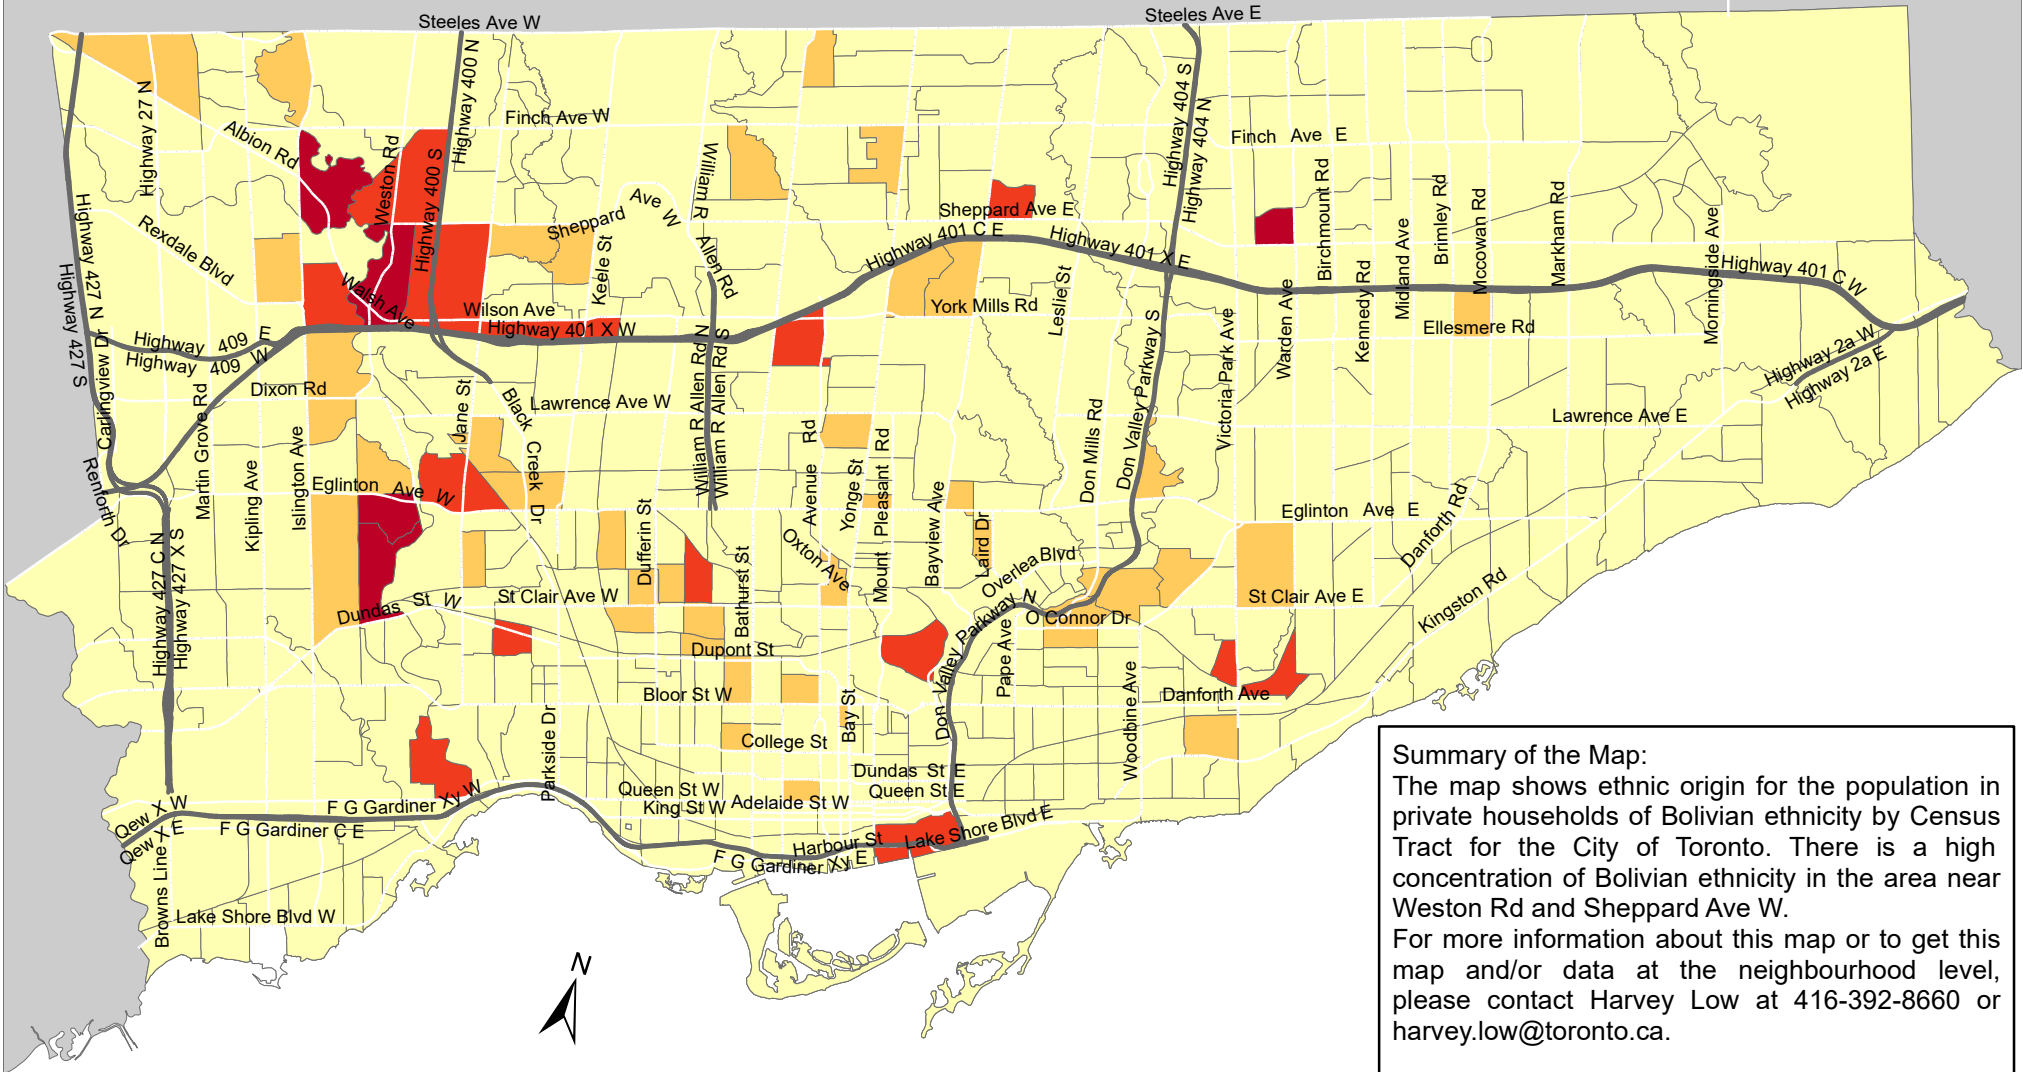 Steeles Ave W
Steeles Ave E
Highway 400 N
Highway 404 S
Highway 404 N
Highway 27 N
Finch Ave W
Finch Ave E
Albion Rd
Weston Rd
Highway 400 S
William R Allen Rd
Sheppard Ave W
Sheppard Ave E
Keele St
Birchmount Rd
Midland Ave
Brimley Rd
Mccowan Rd
Markham Rd
Morningside Ave
Highway 427 N
Highway 427 S
Rexdale Blvd
Walsh Ave
Wilson Ave
Highway 401 X W
Highway 401 C E
Highway 401 X E
Highway 401 C W
York Mills Rd
Leslie St
Kennedy Rd
Warden Ave
Victoria Park Ave
Ellesmere Rd
Highway 2a W
Highway 2a E
Highway 409 E
Highway 409 W
Carlingview Dr
Dixon Rd
Martin Grove Rd
Jane St
Black Creek Dr
Lawrence Ave W
Lawrence Ave E
William R Allen Rd N
William R Allen Rd S
Avenue Rd
Yonge St
Mount Pleasant Rd
Bayview Ave
Don Mills Rd
Don Valley Parkway S
Renforth Dr
Kipling Ave
Islington Ave
Eglinton Ave W
Eglinton Ave E
Danforth Rd
Highway 427 C N
Highway 427 X S
Dufferin St
Bathurst St
Oxton Ave
Laird Dr
Overlea Blvd
Dundas St W
St Clair Ave W
St Clair Ave E
Kingston Rd
O Connor Dr
Don Valley Parkway N
Pape Ave
Dupont St
Bloor St W
Bay St
Danforth Ave
Woodbine Ave
Parkside Dr
College St
Dundas St E
Queen St E
Queen St W
King St W
Adelaide St W
Qew X W
Qew X E
F G Gardiner Xy W
F G Gardiner C E
Harbour St
Lake Shore Blvd E
F G Gardiner Xy E
Browns Line
Lake Shore Blvd W
N
Summary of the Map:
The map shows ethnic origin for the population in
private households of Bolivian ethnicity by Census
Tract for the City of Toronto. There is a high
concentration of Bolivian ethnicity in the area near
Weston Rd and Sheppard Ave W.
For more information about this map or to get this
map and/or data at the neighbourhood level,
please contact Harvey Low at 416-392-8660 or
harvey.low@toronto.ca.